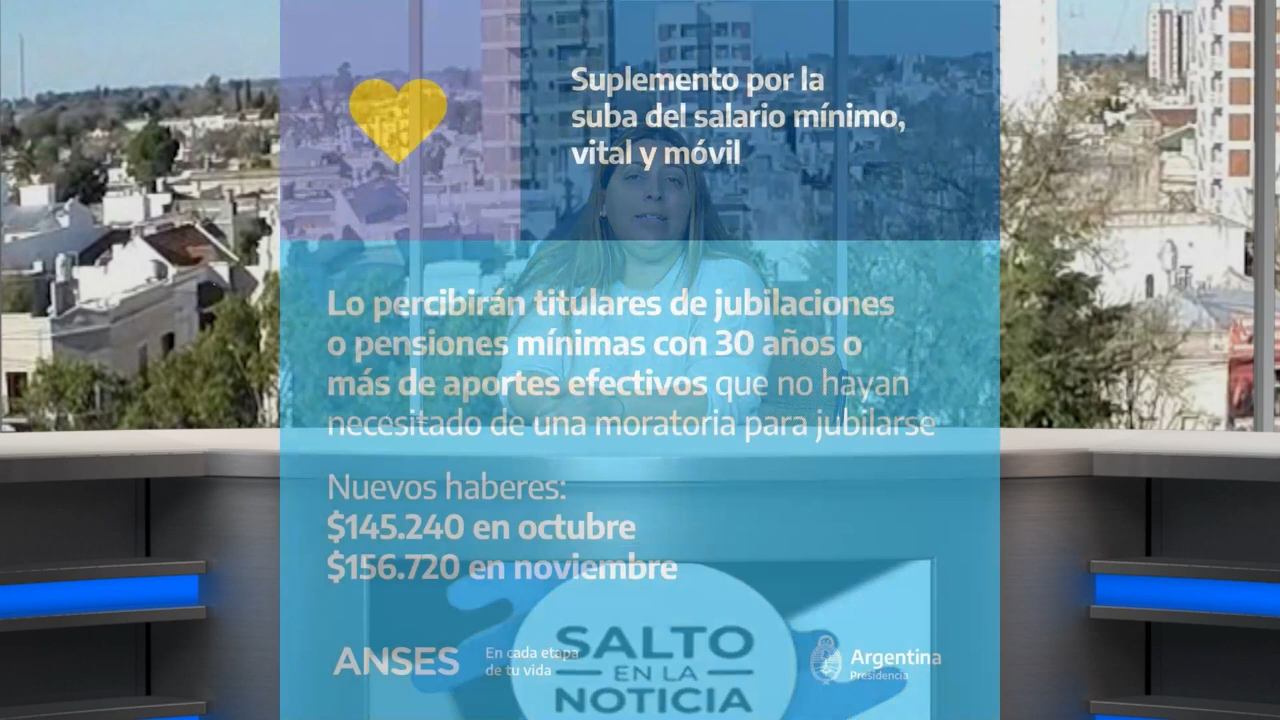 Suplemento por la
suba del salario mínimo,
vital y móvil
Lo percibirán titulares de jubilaciones
o pensiones mínimas con 30 años o
más de aportes efectivos que no hayan
necesitado de una moratoria para jubilarse
Nuevos haberes:
$145.240 en octubre
$156.720 en noviembre
ANSES
En cada etapa
de tu vida
SALTO
EN LA
NOTICIA
Argentina
Presidencia